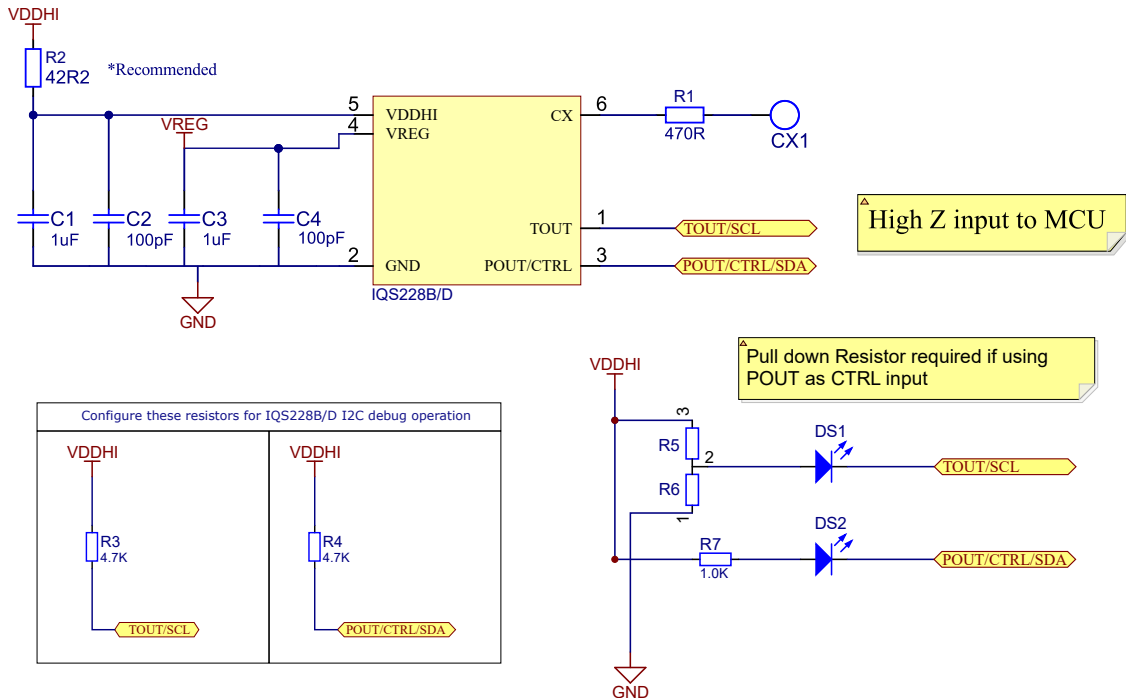 VDDHI
R2
42R2
*Recommended
VREG
5
4
VDDHI
VREG
CX
6
R1
470R
CX1
C1
1uF
C2
100pF
C3
1uF
C4
100pF
TOUT
1
TOUT/SCL
High Z input to MCU
2
GND
POUT/CTRL
3
POUT/CTRL/SDA
IQS228B/D
GND
Pull down Resistor required if using
POUT as CTRL input
Configure these resistors for IQS228B/D I2C debug operation
VDDHI
R3
4.7K
TOUT/SCL
VDDHI
R4
4.7K
POUT/CTRL/SDA
VDDHI
3
R5
2
R6
1
DS1
TOUT/SCL
R7
1.0K
DS2
POUT/CTRL/SDA
GND